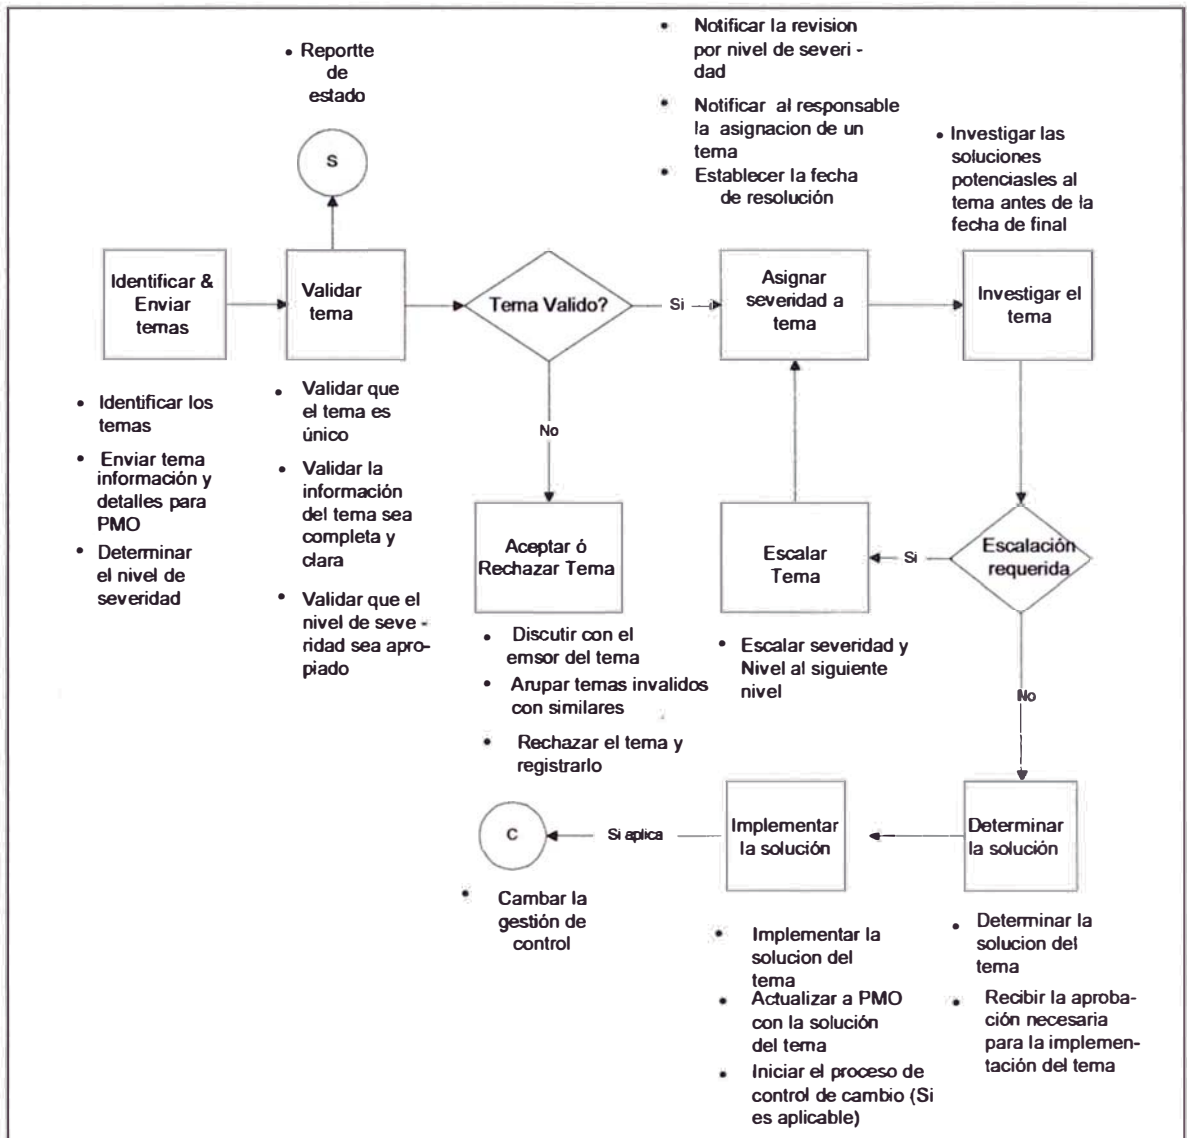 • Reportte
de
estado
S
• Notificar la revision
por nivel de severi -
dad
• Notificar al responsable
la asignacion de un
tema
• Establecer la fecha
de resolución
• Investigar las
soluciones
potenciasles al
tema antes de la
fecha de final
Identificar &
Enviar
temas
Validar
tema
Tema Valido?
Si
Asignar
severidad a
tema
Investigar el
tema
• Identificar los
temas
• Enviar tema
información y
detalles para
PMO
• Determinar
el nivel de
severidad
• Validar que
el tema es
único
• Validar la
información
del tema sea
completa y
clara
• Validar que el
nivel de seve -
ridad sea apro-
piado
No
Aceptar ó
Rechazar Tema
• Discutir con el
emsor del tema
• Arupar temas invalidos
con similares
• Rechazar el tema y
registrarlo
Escalar
Tema
Si
Escalación
requerida
• Escalar severidad y
Nivel al siguiente
nivel
No
C
Si aplica
Implementar
la solución
Determinar
la solución
• Cambar la
gestión de
control
• Implementar la
solucion del
tema
• Actualizar a PMO
con la solución
del tema
• Iniciar el proceso de
control de cambio (Si
es aplicable)
• Determinar la
solucion del
tema
• Recibir la aproba-
ción necesaria
para la implemen-
tación del tema